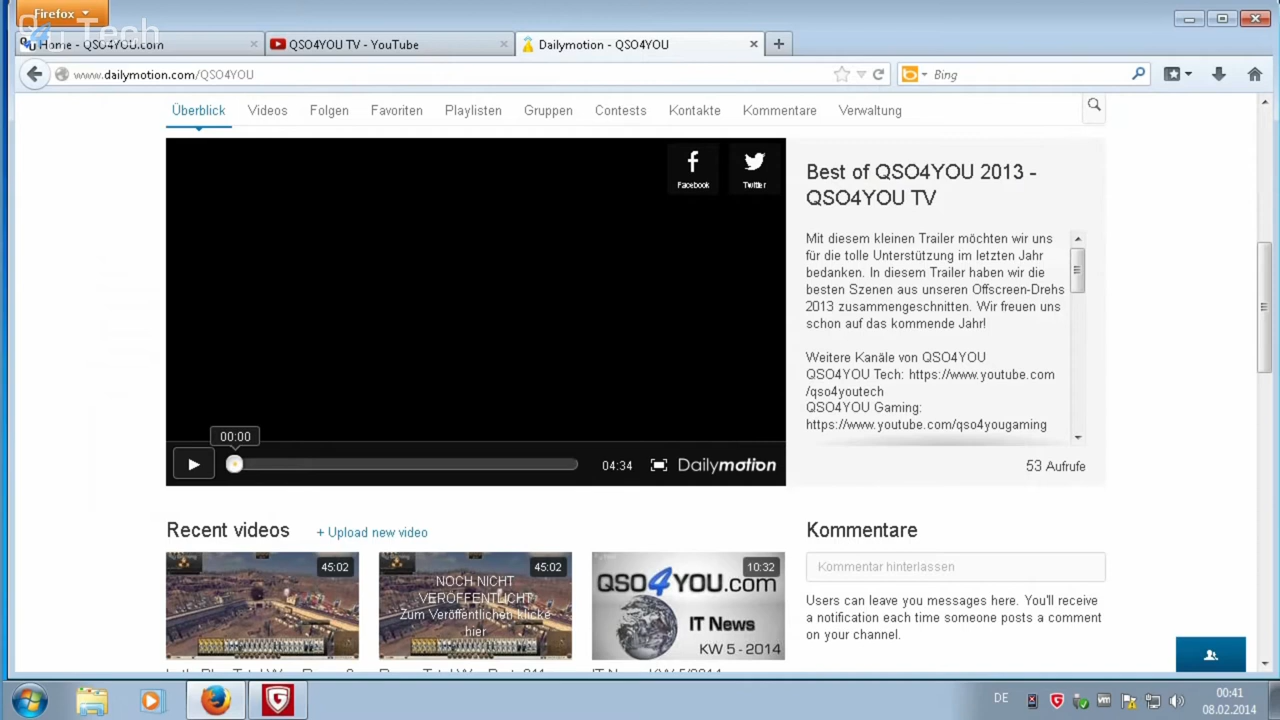 Firefox
Q4U Tech
Home - QSO4YOU.com
QSO4YOU TV - YouTube
Dailymotion - QSO4YOU
www.dailymotion.com/QSO4YOU
Bing
Überblick
Videos
Folgen
Favoriten
Playlisten
Gruppen
Contests
Kontakte
Kommentare
Verwaltung
Facebook
Twitter
Best of QSO4YOU 2013 -
QSO4YOU TV
Mit diesem kleinen Trailer möchten wir uns
für die tolle Unterstützung im letzten Jahr
bedanken. In diesem Trailer haben wir die
besten Szenen aus unseren Offscreen-Drehs
2013 zusammengeschnitten. Wir freuen uns
schon auf das kommende Jahr!
Weitere Kanäle von QSO4YOU
QSO4YOU Tech: https://www.youtube.com
/qso4youtech
QSO4YOU Gaming:
https://www.youtube.com/qso4yougaming
00:00
04:34
Dailymotion
53 Aufrufe
Recent videos
+ Upload new video
Kommentare
45:02
45:02
NOCH NICHT
VERÖFFENTLICHT
Zum Veröffentlichen klicke
hier
10:32
QSO4YOU.com
IT News
KW 5 - 2014
Kommentar hinterlassen
Users can leave you messages here. You'll receive
a notification each time someone posts a comment
on your channel.
DE
00:41
08.02.2014